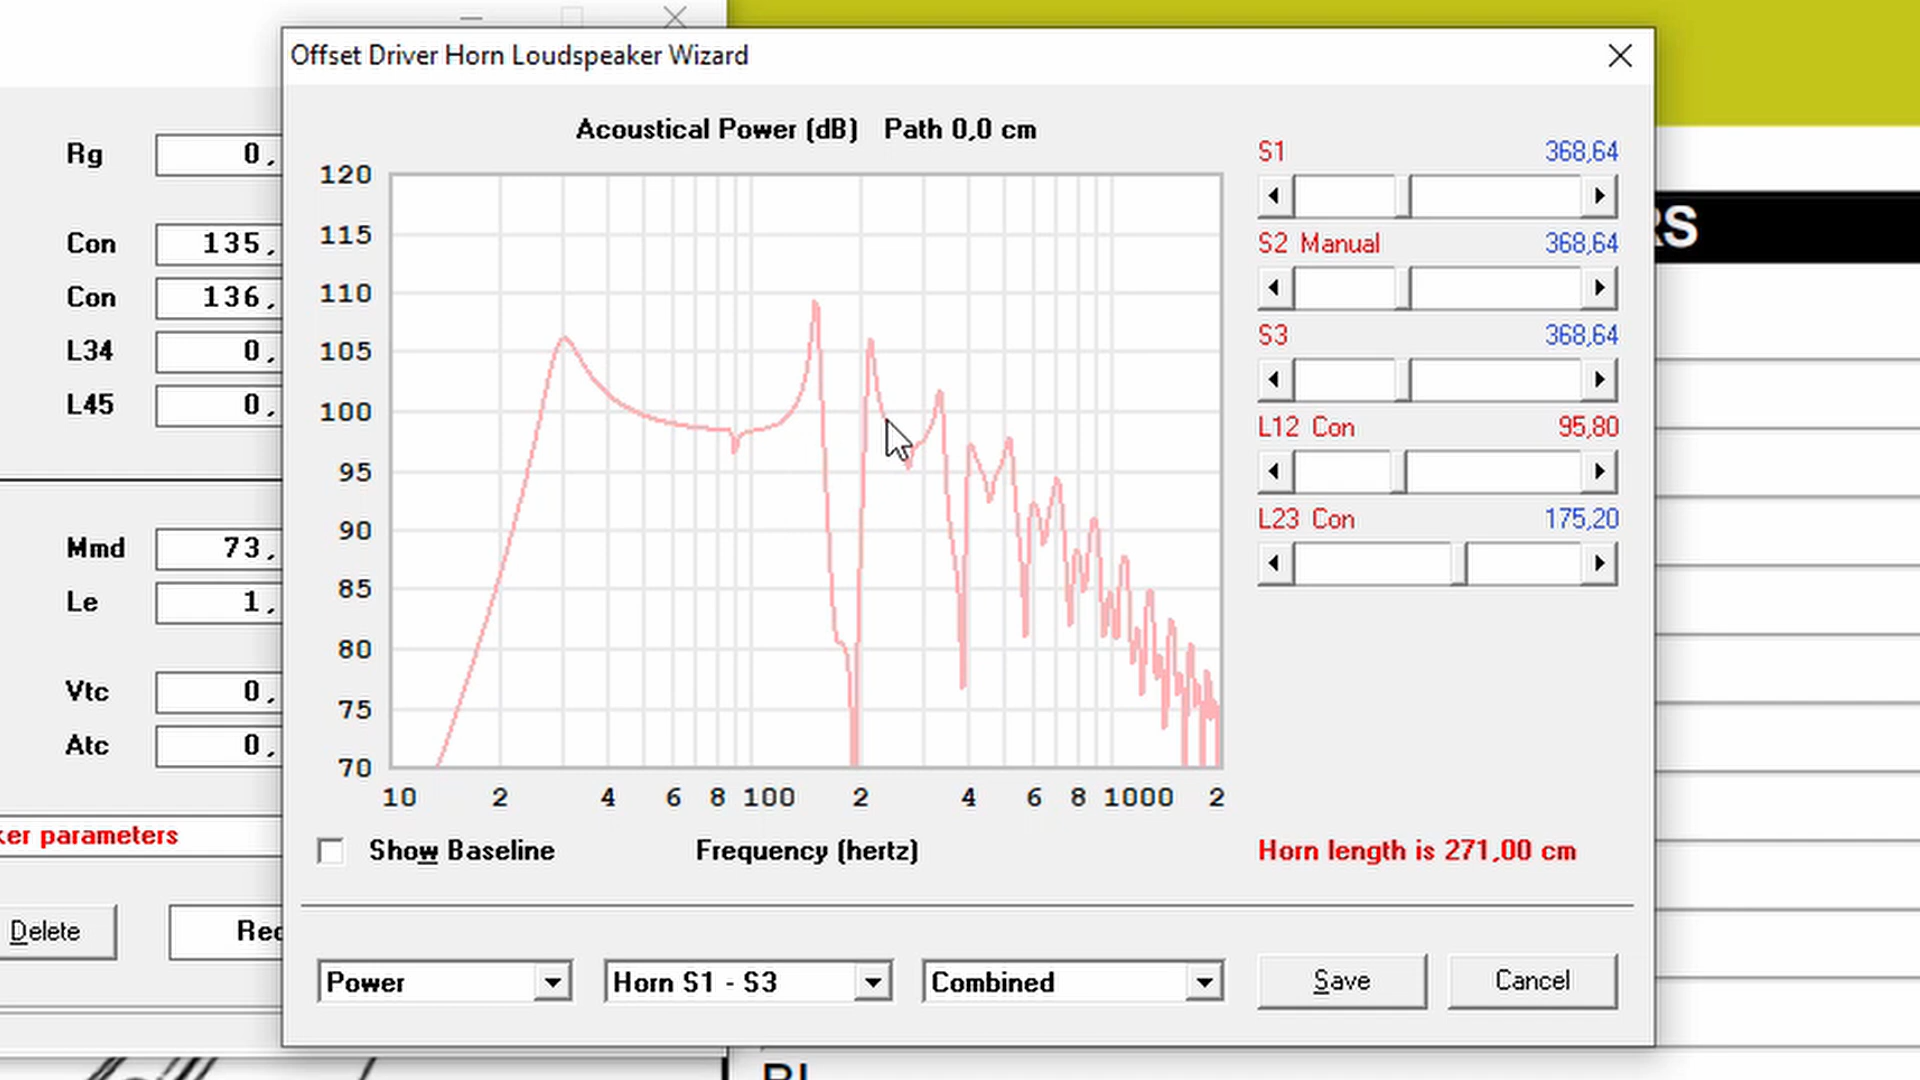 Offset Driver Horn Loudspeaker Wizard
Acoustical Power (dB) Path 0,0 cm
120
115
110
105
100
95
90
85
80
75
70
10 2 4 6 8 100 2 4 6 8 1000 2
Show Baseline
Frequency (hertz)
S1 368,64
S2 Manual 368,64
S3 368,64
L12 Con 95,80
L23 Con 175,20
Horn length is 271,00 cm
Power
Horn S1 - S3
Combined
Save
Cancel
Rg 0,
Con 135,
Con 136,
L34 0,
L45 0,
Mmd 73,
Le 1,
Vtc 0,
Atc 0,
ker parameters
Delete
Rec
RS